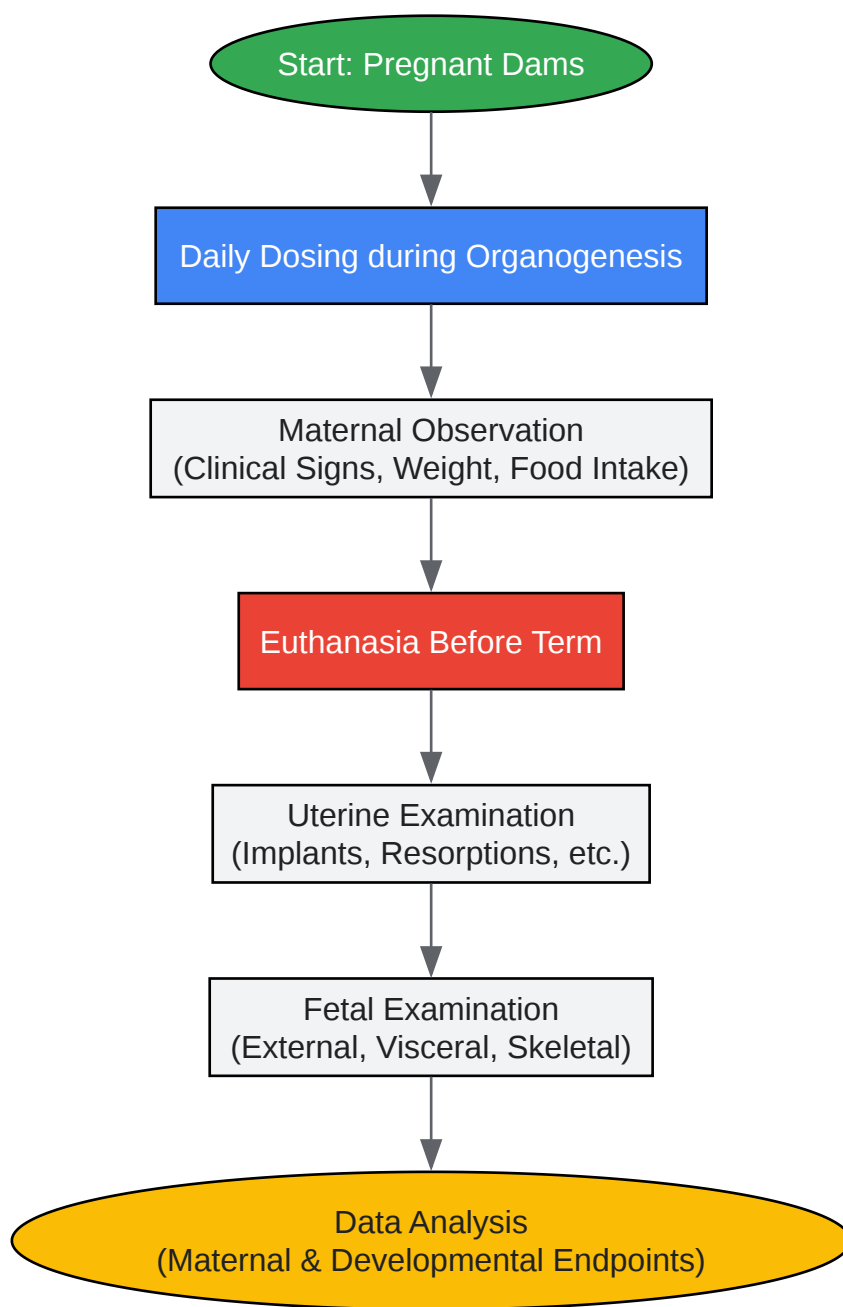 Start: Pregnant Dams
Daily Dosing during Organogenesis
Maternal Observation
(Clinical Signs, Weight, Food Intake)
Euthanasia Before Term
Uterine Examination
(Implants, Resorptions, etc.)
Fetal Examination
(External, Visceral, Skeletal)
Data Analysis
(Maternal & Developmental Endpoints)